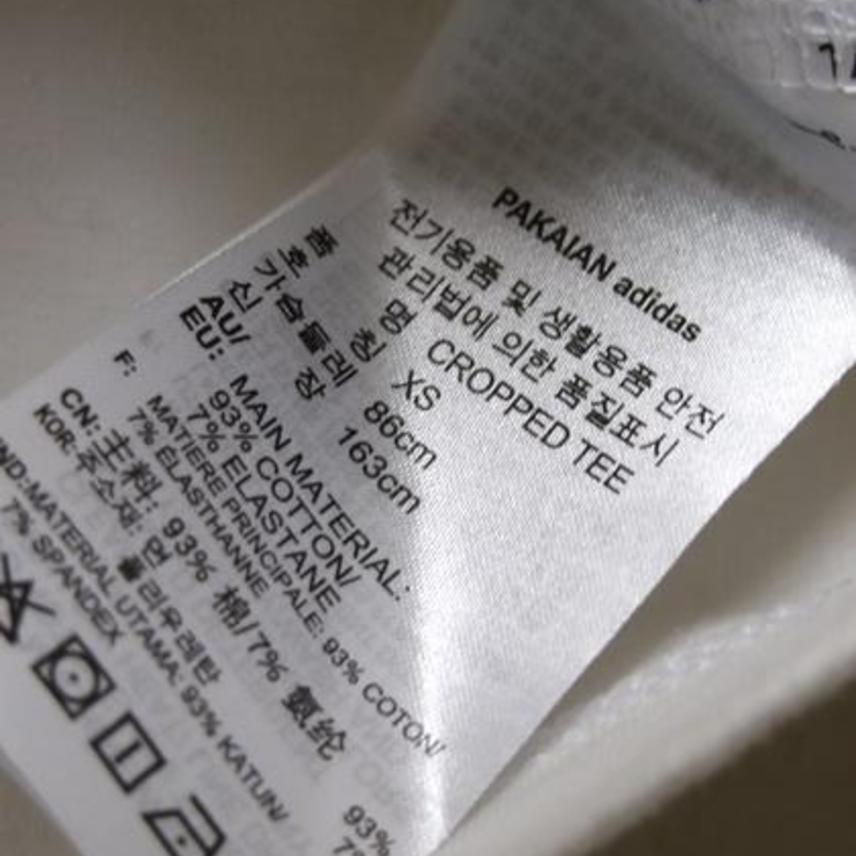 PAKAIAN adidas
전기용품 및 생활용품 안전
관리법에 의한 품질표시
품 명 CROPPED TEE
호 칭 XS
가슴둘레 86cm
신 장 163cm
AU/
EU: MAIN MATERIAL:
93% COTTON/
7% ELASTANE
F: MATIERE PRINCIPALE: 93% COTON/
7% ELASTHANNE
CN: 主料: 93% 棉/7% 氨纶
KOR: 주소재: 면 93%
폴리우레탄 7%
IND:MATERIAL UTAMA: 93% KATUN/
7% SPANDEX